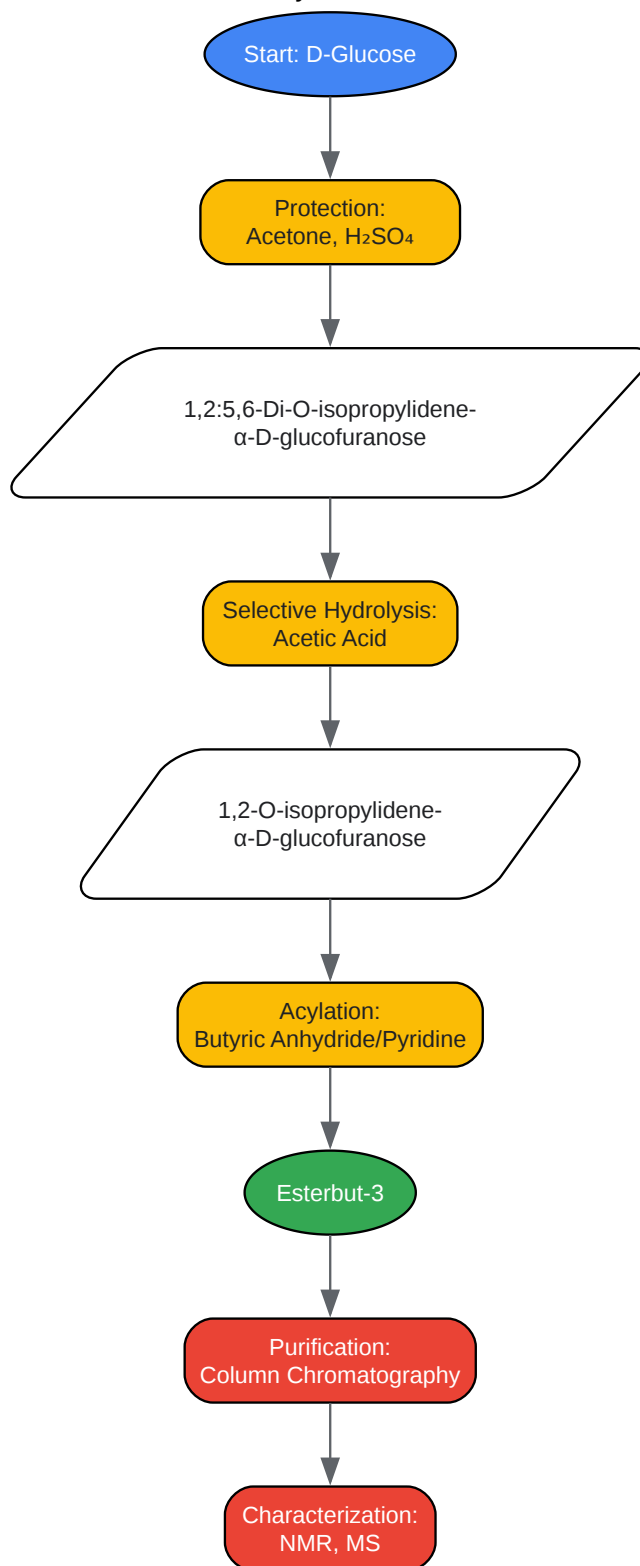 Start: D-Glucose
Protection:
Acetone, H₂SO₄
1,2:5,6-Di-O-isopropylidene-
α-D-glucofuranose
Selective Hydrolysis:
Acetic Acid
1,2-O-isopropylidene-
α-D-glucofuranose
Acylation:
Butyric Anhydride/Pyridine
Esterbut-3
Purification:
Column Chromatography
Characterization:
NMR, MS